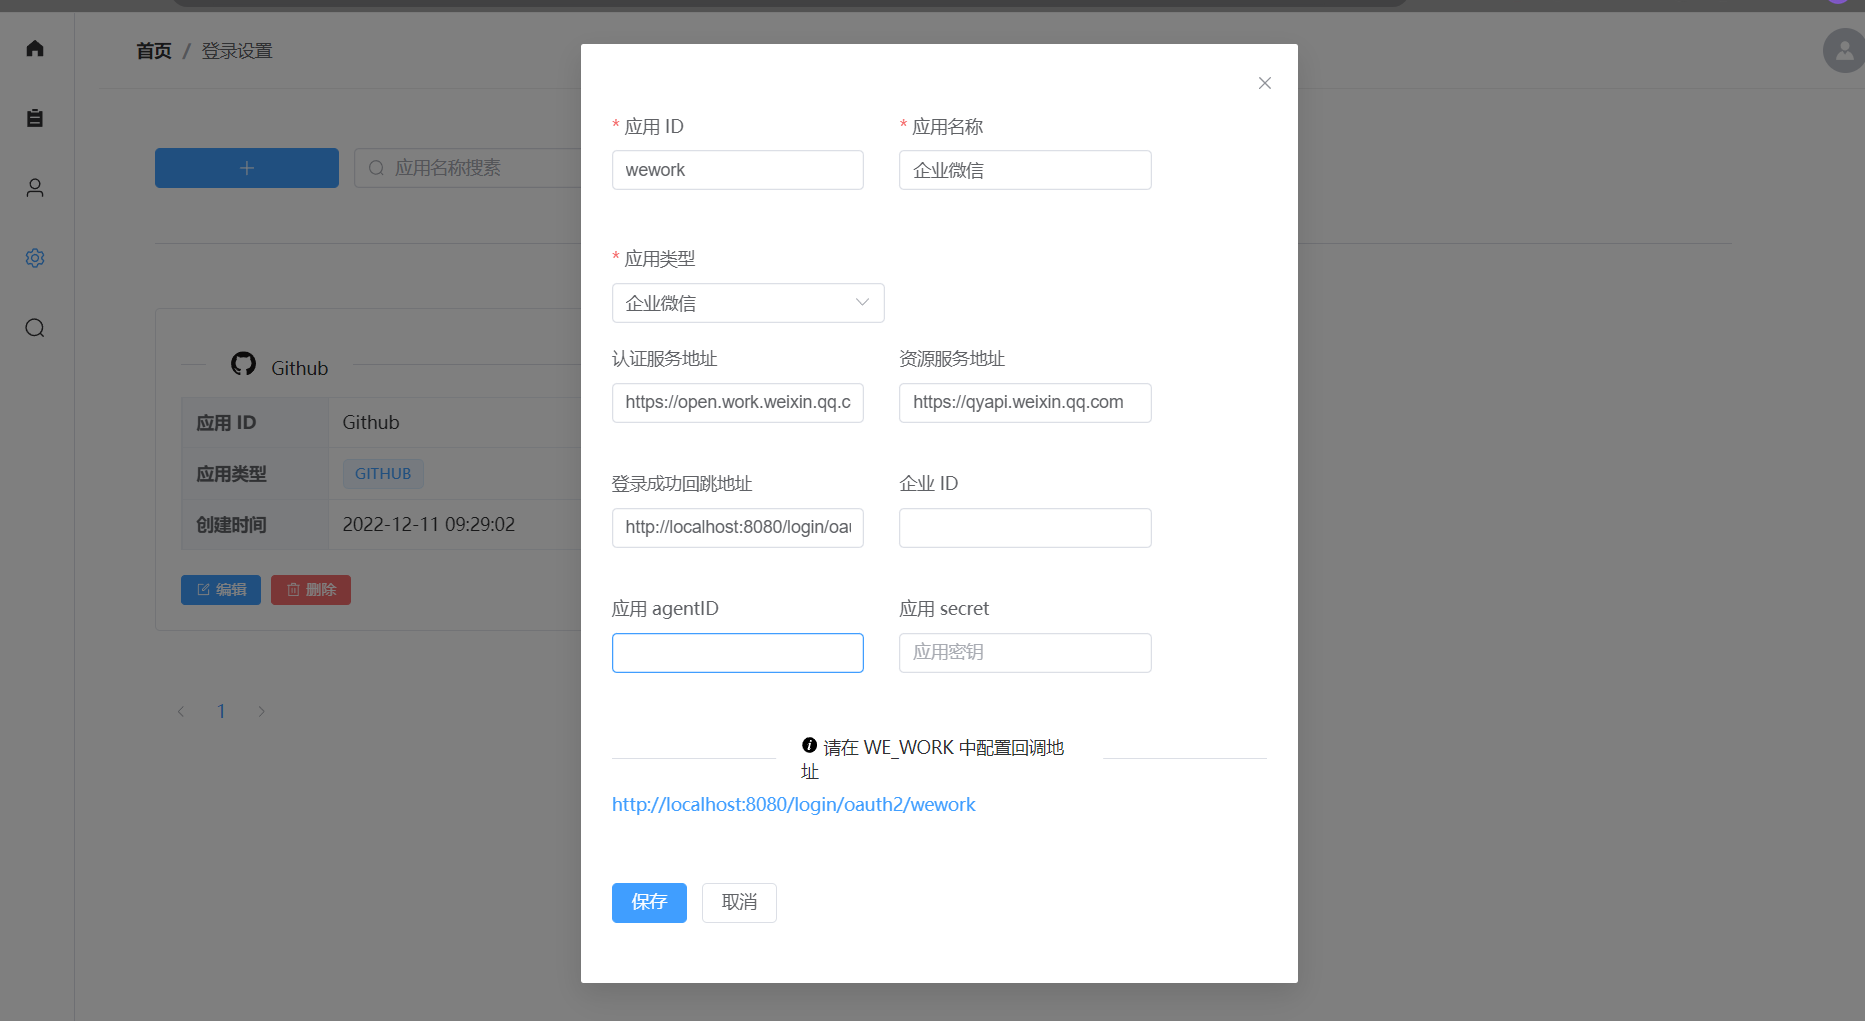 首页 / 登录设置
应用名称搜素
Github
应用 ID Github
应用类型 GITHUB
创建时间 2022-12-11 09:29:02
编辑 删除
1
* 应用 ID * 应用名称
wework 企业微信
* 应用类型
企业微信
认证服务地址 资源服务地址
https://open.work.weixin.qq.c https://qyapi.weixin.qq.com
登录成功回跳地址 企业 ID
http://localhost:8080/login/oau
应用 agentID 应用 secret
应用密钥
请在 WE_WORK 中配置回调地
址
http://localhost:8080/login/oauth2/wework
保存 取消